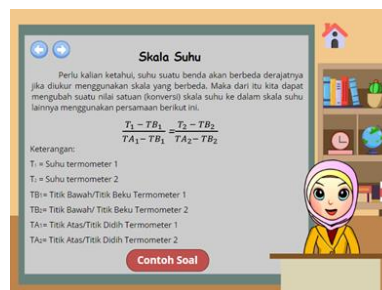 Skala Suhu
Perlu kalian ketahui, suhu suatu benda akan berbeda derajatnya
jika diukur menggunakan skala yang berbeda. Maka dari itu kita dapat
mengubah suatu nilai satuan (konversi) skala suhu ke dalam skala suhu
lainnya menggunakan persamaan berikut ini.
T₁ − TB₁ / TA₁ − TB₁ = T₂ − TB₂ / TA₂ − TB₂
Keterangan:
T₁ = Suhu termometer 1
T₂ = Suhu termometer 2
TB₁= Titik Bawah/Titik Beku Termometer 1
TB₂= Titik Bawah/ Titik Beku Termometer 2
TA₁= Titik Atas/Titik Didih Termometer 1
TA₂= Titik Atas/Titik Didih Termometer 2
Contoh Soal